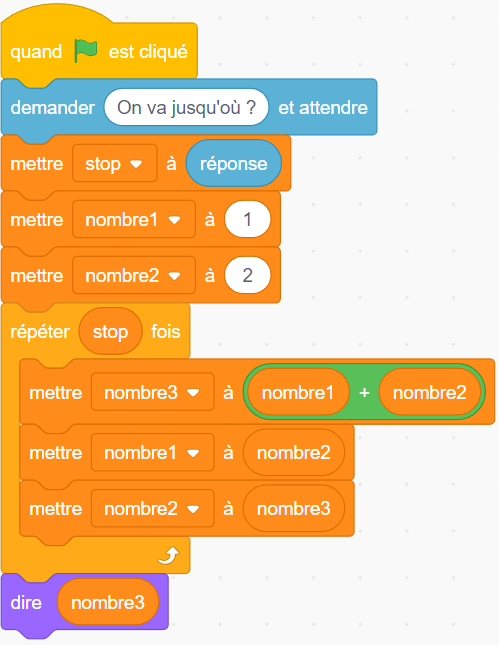 quand est cliqué
demander On va jusqu'où ? et attendre
mettre stop à réponse
mettre nombre1 à 1
mettre nombre2 à 2
répéter stop fois
mettre nombre3 à nombre1 + nombre2
mettre nombre1 à nombre2
mettre nombre2 à nombre3
dire nombre3